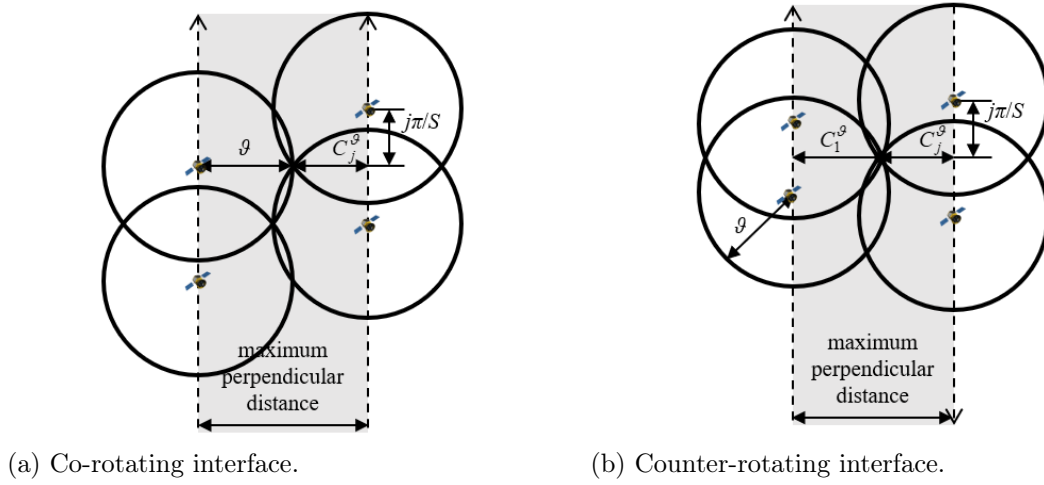 jπ/S
ϑ
C_j^ϑ
maximum
perpendicular
distance
jπ/S
C_1^ϑ
C_j^ϑ
ϑ
maximum
perpendicular
distance
(a) Co-rotating interface.
(b) Counter-rotating interface.